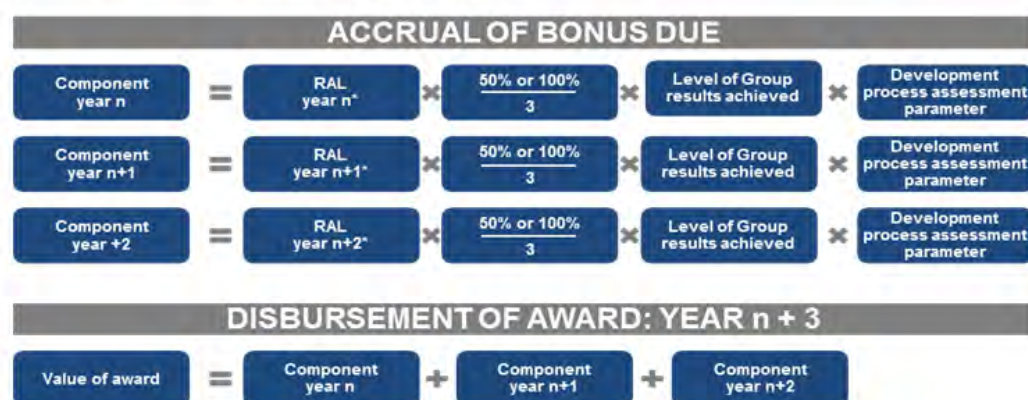 ACCRUAL OF BONUS DUE
Component
year n
=
RAL
year n*
×
50% or 100%
3
×
Level of Group
results achieved
×
Development
process assessment
parameter
Component
year n+1
=
RAL
year n+1*
×
50% or 100%
3
×
Level of Group
results achieved
×
Development
process assessment
parameter
Component
year +2
=
RAL
year n+2*
×
50% or 100%
3
×
Level of Group
results achieved
×
Development
process assessment
parameter
DISBURSEMENT OF AWARD: YEAR n + 3
Value of award
=
Component
year n
+
Component
year n+1
+
Component
year n+2